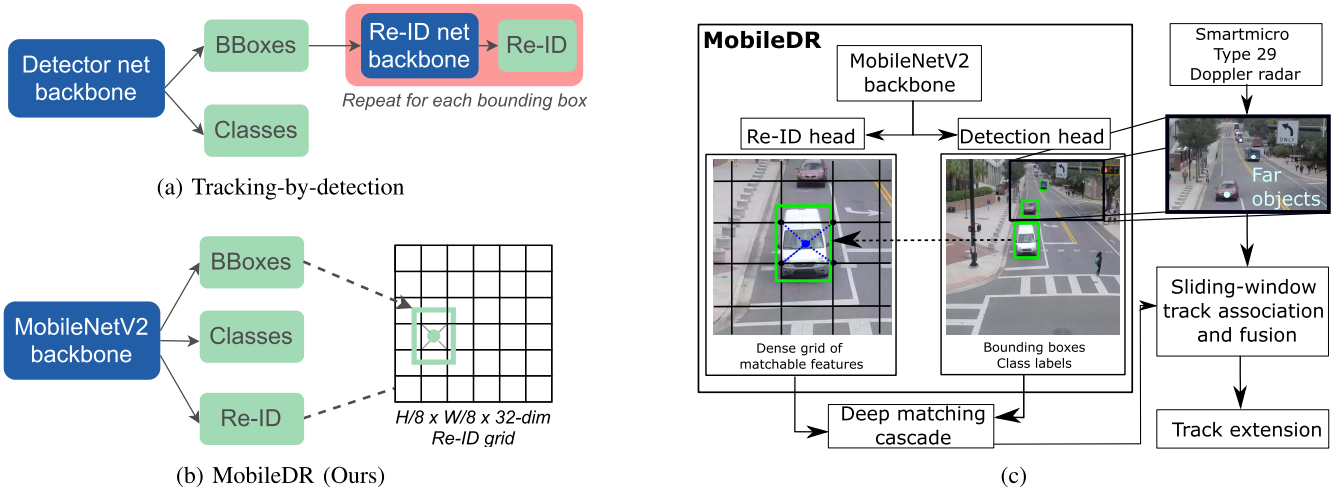 Detector net
backbone
BBoxes
Classes
Re-ID net
backbone
Re-ID
Repeat for each bounding box
(a) Tracking-by-detection
MobileNetV2
backbone
BBoxes
Classes
Re-ID
H/8 x W/8 x 32-dim
Re-ID grid
(b) MobileDR (Ours)
MobileDR
MobileNetV2
backbone
Re-ID head
Detection head
Dense grid of
matchable features
Bounding boxes
Class labels
Deep matching
cascade
Smartmicro
Type 29
Doppler radar
ONLY
Far
objects
Sliding-window
track association
and fusion
Track extension
(c)